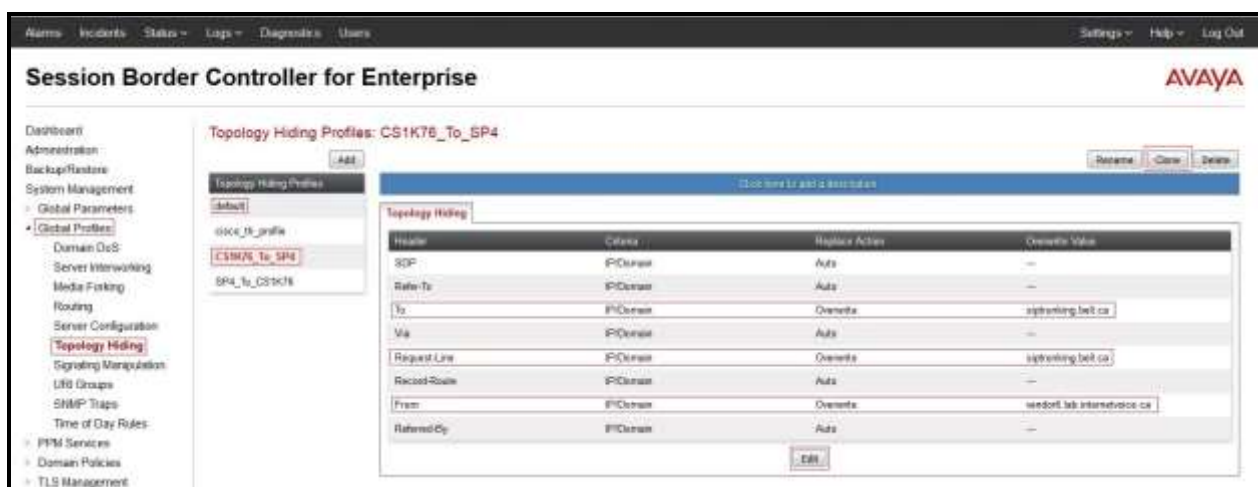 Alarms Incidents Status Logs Diagnostics Users Settings Help Log Out
Session Border Controller for Enterprise
AVAYA
Dashboard
Administration
Backup/Restore
System Management
Global Parameters
Global Profiles
Domain DoS
Server Interworking
Media Forking
Routing
Server Configuration
Topology Hiding
Signaling Manipulation
URI Groups
SNMP Traps
Time of Day Rules
PPM Services
Domain Policies
TLS Management
Topology Hiding Profiles: CS1K76_To_SP4
Add
Rename Clone Delete
Topology Hiding Profiles
default
cisco_th_profile
CS1K76_To_SP4
SP4_To_CS1K76
Click here to add a description.
Topology Hiding
Header Criteria Replace Action Overwrite Value
SDP IP/Domain Auto ---
Refer-To IP/Domain Auto ---
To IP/Domain Overwrite siptrunking.bell.ca
Via IP/Domain Auto ---
Request-Line IP/Domain Overwrite siptrunking.bell.ca
Record-Route IP/Domain Auto ---
From IP/Domain Overwrite vendor6.lab.internetvoice.ca
Referred-By IP/Domain Auto ---
Edit